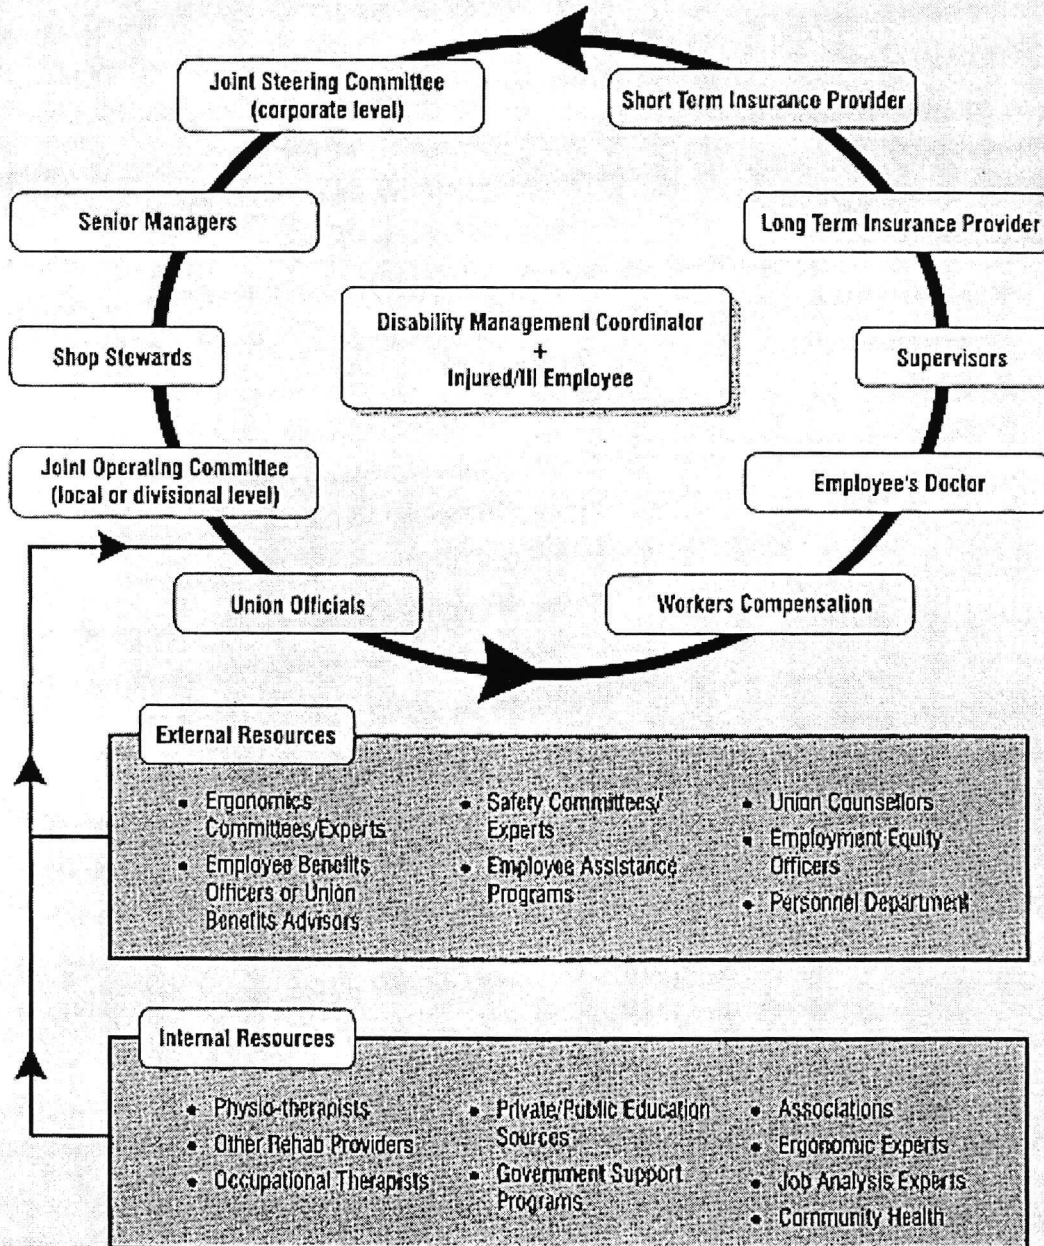 Joint Steering Committee
(corporate level)
Short Term Insurance Provider
Senior Managers
Long Term Insurance Provider
Disability Management Coordinator
+
Injured/Ill Employee
Shop Stewards
Supervisors
Joint Operating Committee
(local or divisional level)
Employee's Doctor
Union Officials
Workers Compensation
External Resources
• Ergonomics
Committees/Experts
• Employee Benefits
Officers or Union
Benefits Advisors
• Safety Committees/
Experts
• Employee Assistance
Programs
• Union Counsellors
• Employment Equity
Officers
• Personnel Department
Internal Resources
• Physio-therapists
• Other Rehab Providers
• Occupational Therapists
• Private/Public Education
Sources
• Government Support
Programs
• Associations
• Ergonomic Experts
• Job Analysis Experts
• Community Health